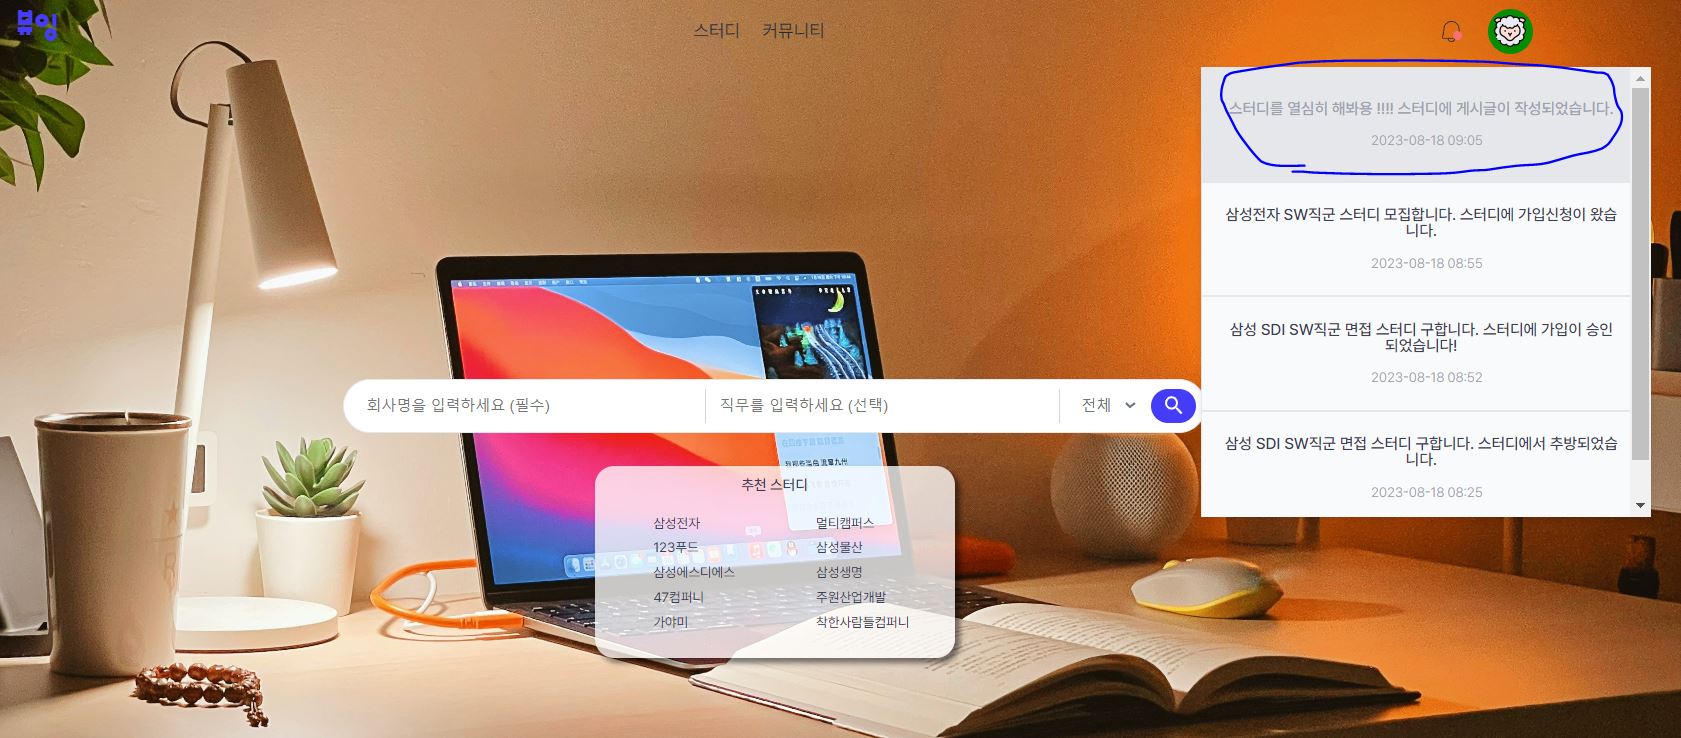 뷰잉
스터디 커뮤니티
스터디를 열심히 해봐용 !!!! 스터디에 게시글이 작성되었습니다.
2023-08-18 09:05
삼성전자 SW직군 스터디 모집합니다. 스터디에 가입신청이 왔습
니다.
2023-08-18 08:55
삼성 SDI SW직군 면접 스터디 구합니다. 스터디에 가입이 승인
되었습니다!
2023-08-18 08:52
삼성 SDI SW직군 면접 스터디 구합니다. 스터디에서 추방되었습
니다.
2023-08-18 08:25
회사명을 입력하세요 (필수) 직무를 입력하세요 (선택) 전체
추천 스터디
삼성전자 멀티캠퍼스
123푸드 삼성물산
삼성에스디에스 삼성생명
47컴퍼니 주원산업개발
가야미 착한사람들컴퍼니